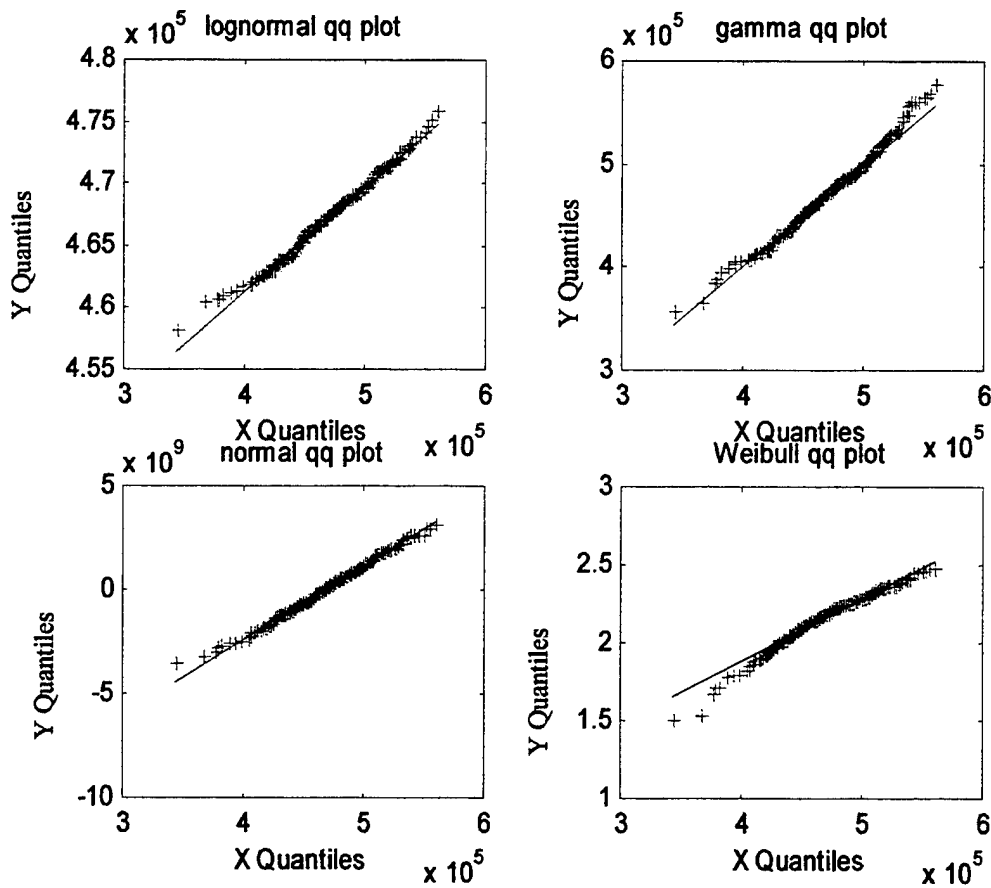 x 10^5 lognormal qq plot
4.8
4.75
4.7
4.65
4.6
4.55
Y Quantiles
3 4 5 6
X Quantiles
x 10^5
x 10^5 gamma qq plot
6
5
4
3
Y Quantiles
3 4 5 6
X Quantiles
x 10^5
x 10^9 normal qq plot
5
0
-5
-10
Y Quantiles
3 4 5 6
X Quantiles
x 10^5
Weibull qq plot
3
2.5
2
1.5
1
Y Quantiles
3 4 5 6
X Quantiles
x 10^5